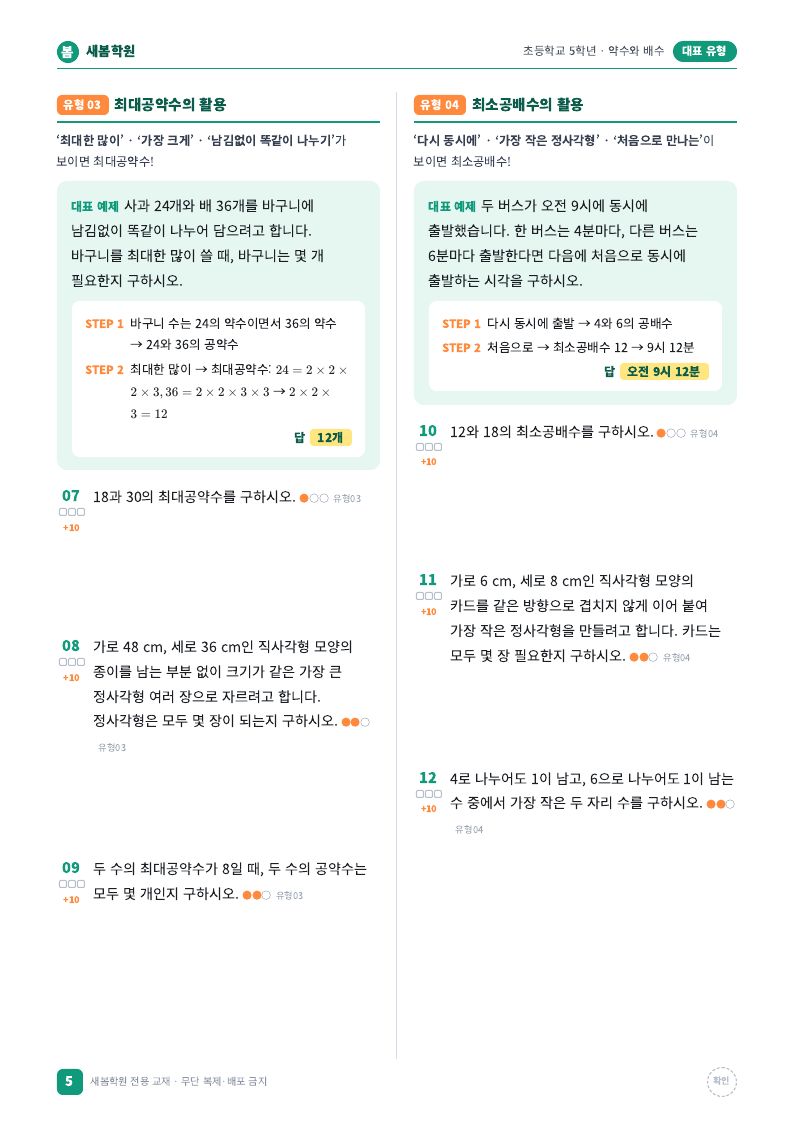 봄 새봄학원
초등학교 5학년 · 약수와 배수 대표 유형
유형 03 최대공약수의 활용
‘최대한 많이’ · ‘가장 크게’ · ‘남김없이 똑같이 나누기’가
보이면 최대공약수!
대표 예제 사과 24개와 배 36개를 바구니에
남김없이 똑같이 나누어 담으려고 합니다.
바구니를 최대한 많이 쓸 때, 바구니는 몇 개
필요한지 구하시오.
STEP 1 바구니 수는 24의 약수이면서 36의 약수
→ 24와 36의 공약수
STEP 2 최대한 많이 → 최대공약수: 24 = 2 × 2 ×
2 × 3, 36 = 2 × 2 × 3 × 3 → 2 × 2 ×
3 = 12
답 12개
07 18과 30의 최대공약수를 구하시오. ●○○ 유형03
□□□
+10
08 가로 48 cm, 세로 36 cm인 직사각형 모양의
□□□ 종이를 남는 부분 없이 크기가 같은 가장 큰
+10
정사각형 여러 장으로 자르려고 합니다.
정사각형은 모두 몇 장이 되는지 구하시오. ●●○
유형03
09 두 수의 최대공약수가 8일 때, 두 수의 공약수는
□□□
모두 몇 개인지 구하시오. ●●○ 유형03
+10
유형 04 최소공배수의 활용
‘다시 동시에’ · ‘가장 작은 정사각형’ · ‘처음으로 만나는’이
보이면 최소공배수!
대표 예제 두 버스가 오전 9시에 동시에
출발했습니다. 한 버스는 4분마다, 다른 버스는
6분마다 출발한다면 다음에 처음으로 동시에
출발하는 시각을 구하시오.
STEP 1 다시 동시에 출발 → 4와 6의 공배수
STEP 2 처음으로 → 최소공배수 12 → 9시 12분
답 오전 9시 12분
10 12와 18의 최소공배수를 구하시오. ●○○ 유형04
□□□
+10
11 가로 6 cm, 세로 8 cm인 직사각형 모양의
□□□
카드를 같은 방향으로 겹치지 않게 이어 붙여
+10
가장 작은 정사각형을 만들려고 합니다. 카드는
모두 몇 장 필요한지 구하시오. ●●○ 유형04
12 4로 나누어도 1이 남고, 6으로 나누어도 1이 남는
□□□
수 중에서 가장 작은 두 자리 수를 구하시오. ●●○
+10
유형04
5 새봄학원 전용 교재 · 무단 복제·배포 금지
확인